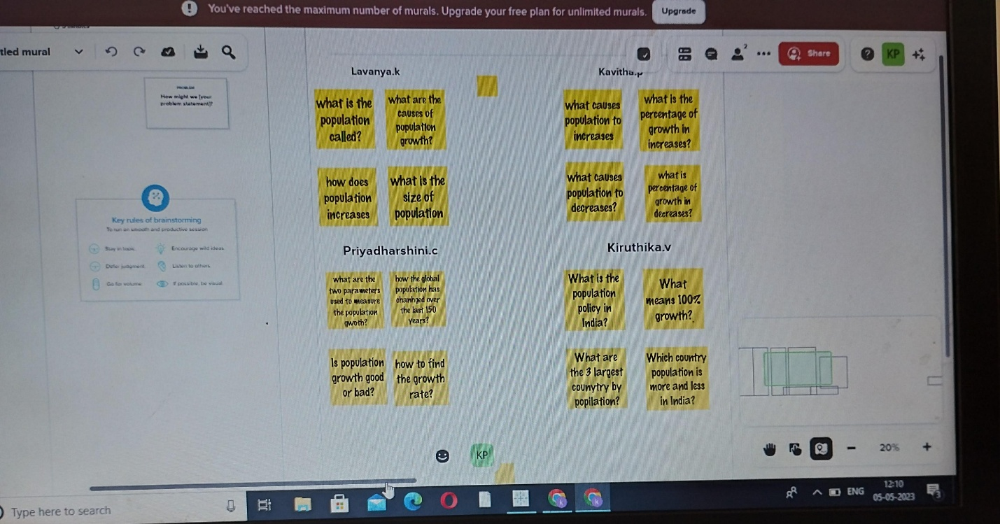 You've reached the maximum number of murals. Upgrade your free plan for unlimited murals.
Upgrade
tled mural
Share
KP
2
PROBLEM
How might we [your
problem statement]?
Key rules of brainstorming
To run an smooth and productive session
Stay in topic.
Encourage wild ideas.
Defer judgment.
Listen to others.
Go for volume.
If possible, be visual.
Lavanya.k
what is the
population
called?
what are the
causes of
population
growth?
how does
population
increases
what is the
size of
population
Kavitha.p
what causes
population to
increases
what is the
percentage of
growth in
increases?
what causes
population to
decreases?
what is
percentage of
growth in
decreases?
Priyadharshini.c
what are the
two parameters
used to measure
the population
gwoth?
how the global
population has
chanhged over
the last 150
years?
Is population
growth good
or bad?
how to find
the growth
rate?
Kiruthika.v
What is the
population
policy in
India?
What
means 100%
growth?
What are
the 3 largest
counytry by
popilation?
Which country
population is
more and less
in India?
KP
20%
Type here to search
ENG
12:10
05-05-2023
3